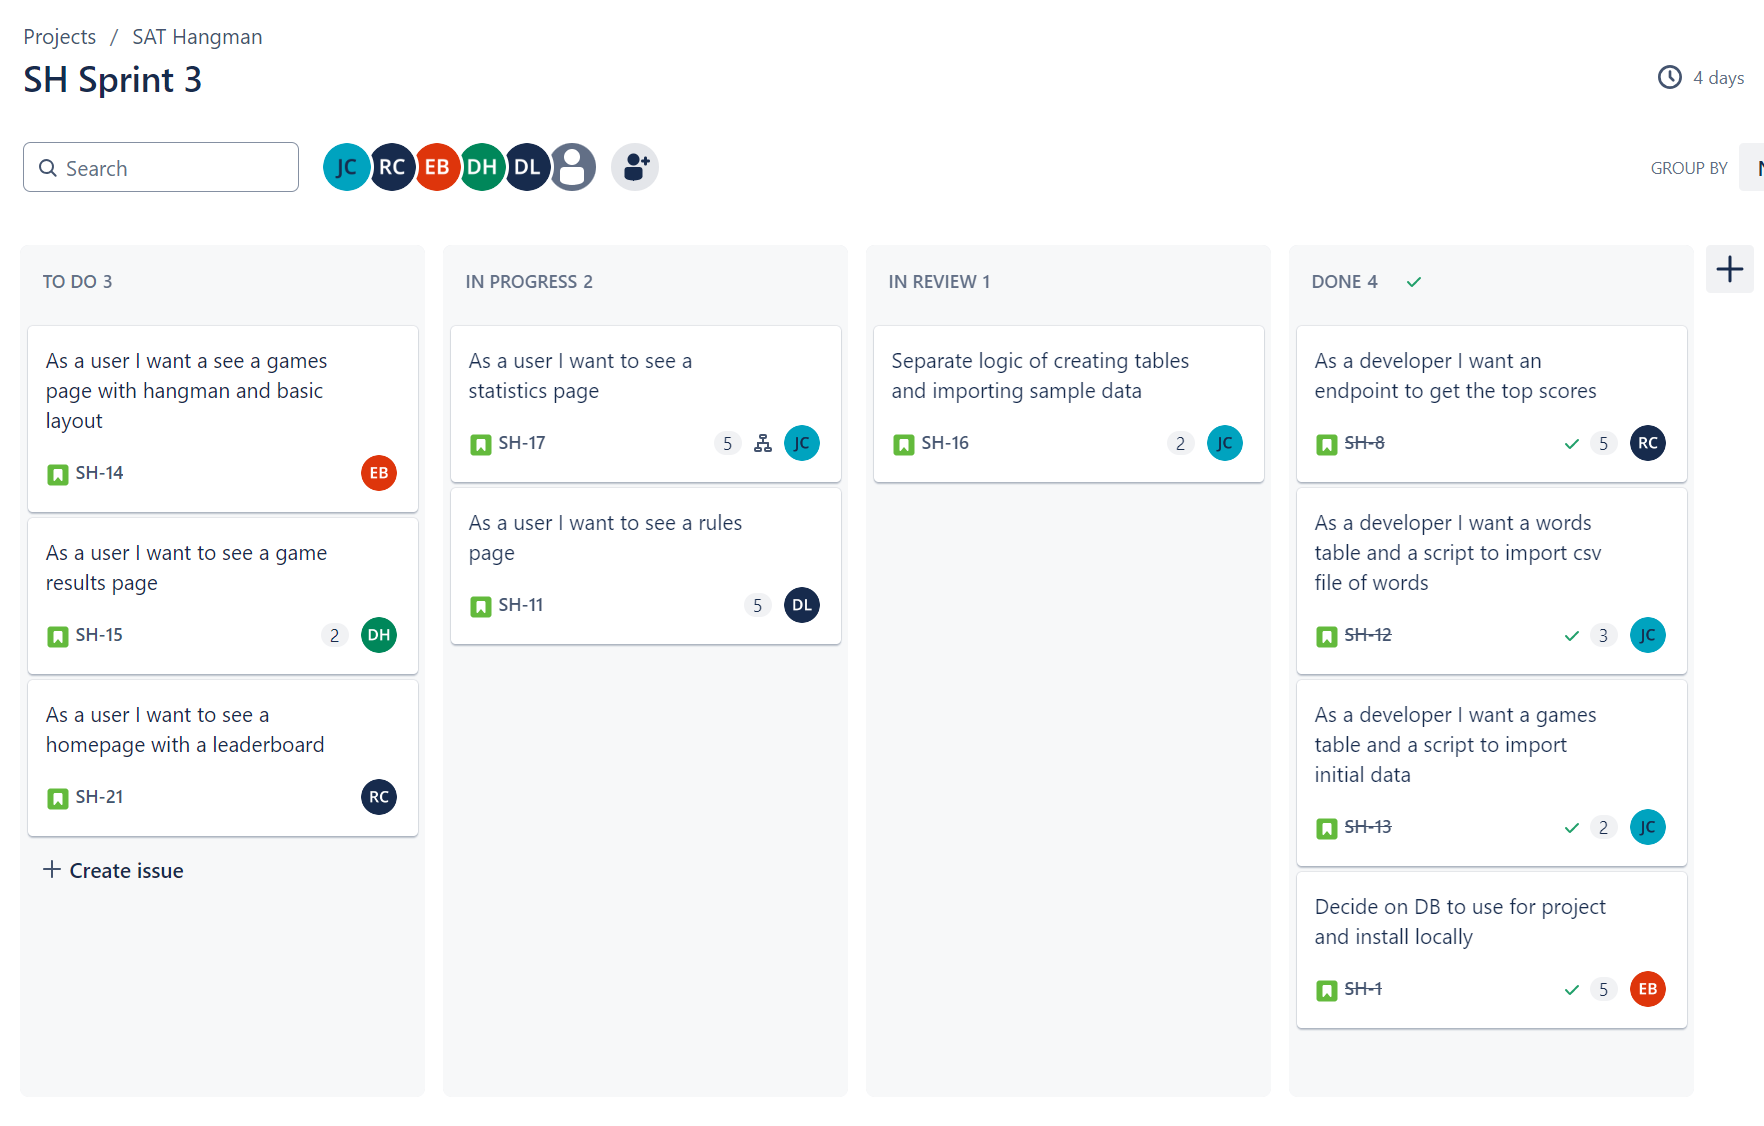 Projects / SAT Hangman
SH Sprint 3
4 days
Search
JC RC EB DH DL
GROUP BY
TO DO 3
As a user I want a see a games
page with hangman and basic
layout
SH-14
EB
As a user I want to see a game
results page
SH-15 2 DH
As a user I want to see a
homepage with a leaderboard
SH-21 RC
+ Create issue
IN PROGRESS 2
As a user I want to see a
statistics page
SH-17 5 JC
As a user I want to see a rules
page
SH-11 5 DL
IN REVIEW 1
Separate logic of creating tables
and importing sample data
SH-16 2 JC
DONE 4
As a developer I want an
endpoint to get the top scores
SH-8 5 RC
As a developer I want a words
table and a script to import csv
file of words
SH-12 3 JC
As a developer I want a games
table and a script to import
initial data
SH-13 2 JC
Decide on DB to use for project
and install locally
SH-1 5 EB